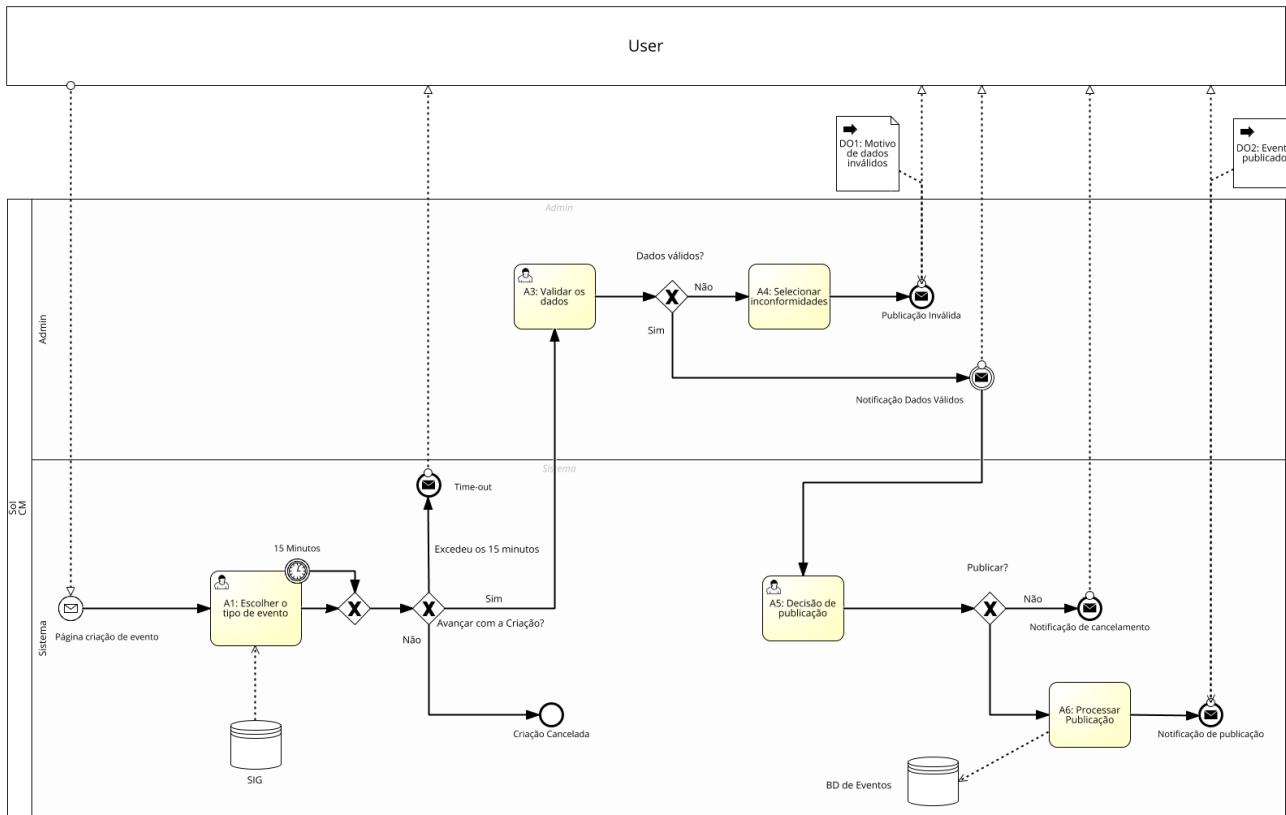 User
DO1: Motivo
de dados
inválidos
DO2: Event
publicado
Admin
Admin
Dados válidos?
A3: Validar os
dados
Não
A4: Selecionar
inconformidades
Publicação Inválida
Sim
Notificação Dados Válidos
Sol
CM
Sistema
Sistema
Time-out
15 Minutos
Excedeu os 15 minutos
Publicar?
A1: Escolher o
tipo de evento
Sim
A5: Decisão de
publicação
Não
Página criação de evento
Avançar com a Criação?
Não
Notificação de cancelamento
A6: Processar
Publicação
Criação Cancelada
Notificação de publicação
SIG
BD de Eventos